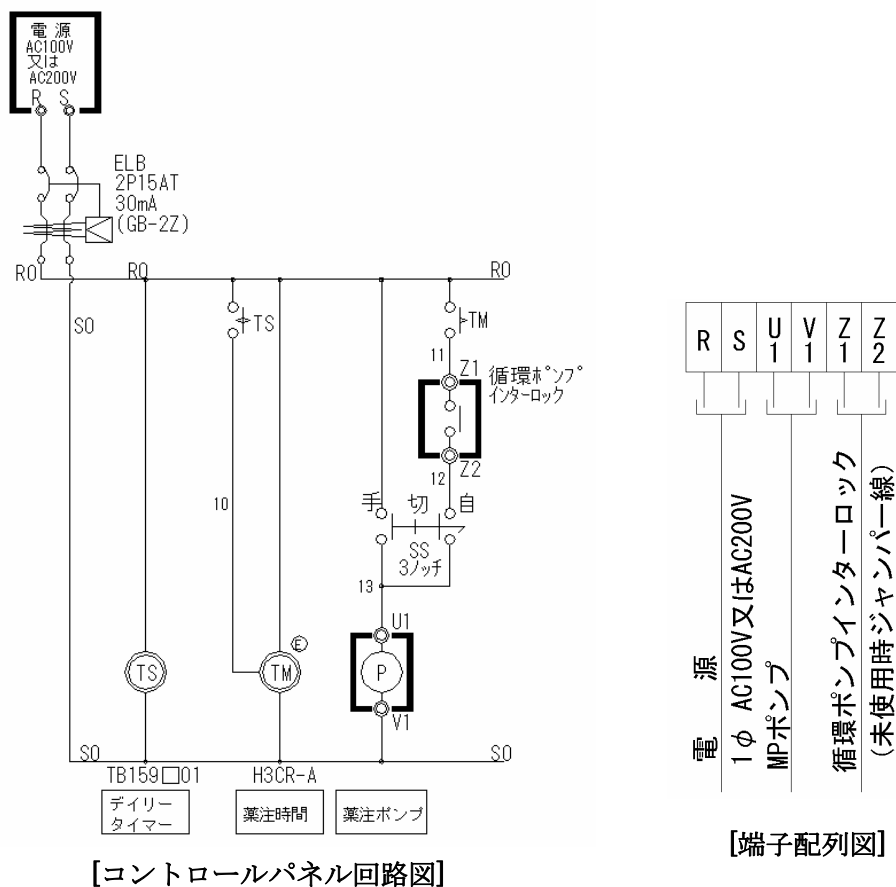 電 源
AC100V
又は
AC200V
R S
ELB
2P15AT
30mA
(GB-2Z)
R0 R0 R0
S0
TS
TM
11
Z1
循環ポンプ
インターロック
Z2
12
10
手 切 自
SS
3ノッチ
13
U1
TS
TM
E
P
V1
S0 S0
TB159□01
H3CR-A
デイリー
タイマー
薬注時間
薬注ポンプ
[コントロールパネル回路図]
R S U1 V1 Z1 Z2
電 源
1φ AC100V又はAC200V
MPポンプ
循環ポンプインターロック
(未使用時ジャンパー線)
[端子配列図]